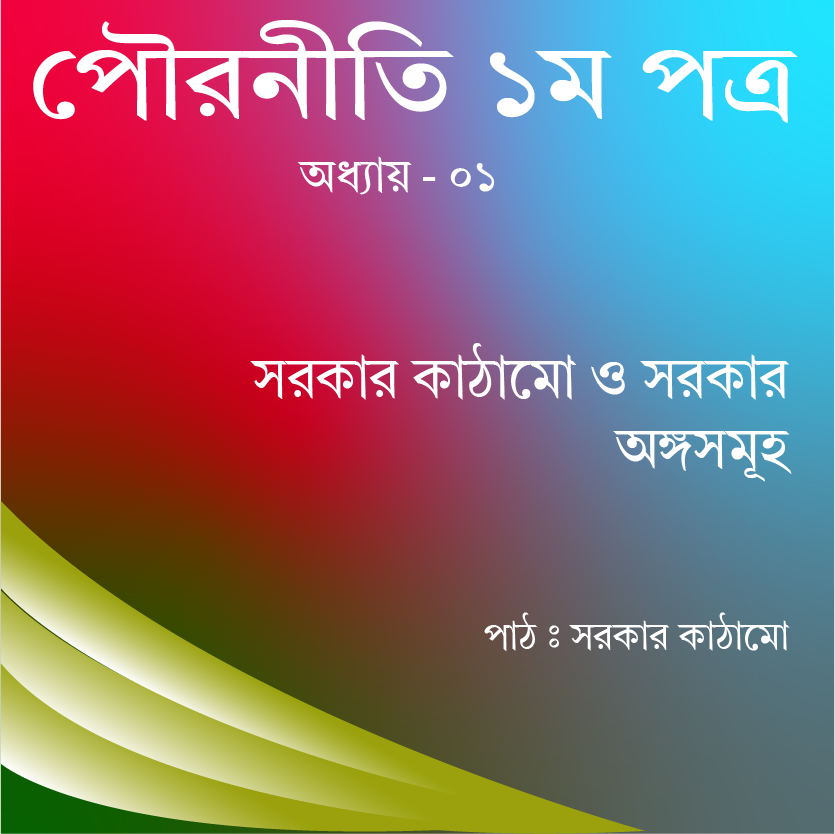 পৌরনীতি ১ম পত্র
অধ্যায় - ০১
সরকার কাঠামো ও সরকার
অঙ্গসমূহ
পাঠ ঃ সরকার কাঠামো